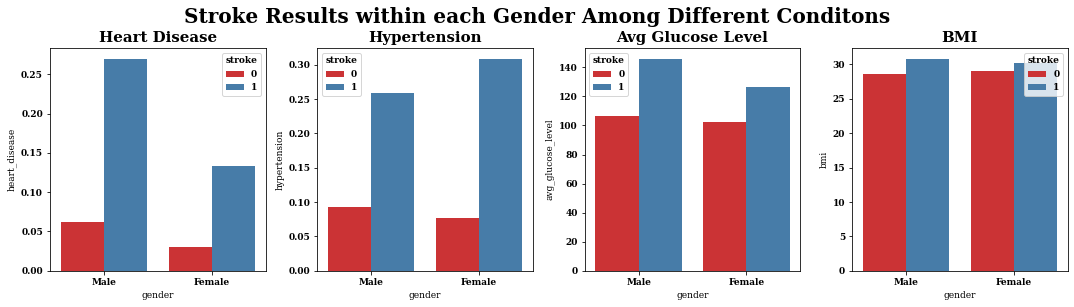 Stroke Results within each Gender Among Different Conditons
Heart Disease
heart_disease
0.25
0.20
0.15
0.10
0.05
0.00
stroke
0
1
Male Female
gender
Hypertension
hypertension
0.30
0.25
0.20
0.15
0.10
0.05
0.00
stroke
0
1
Male Female
gender
Avg Glucose Level
avg_glucose_level
140
120
100
80
60
40
20
0
stroke
0
1
Male Female
gender
BMI
bmi
30
25
20
15
10
5
0
stroke
0
1
Male Female
gender